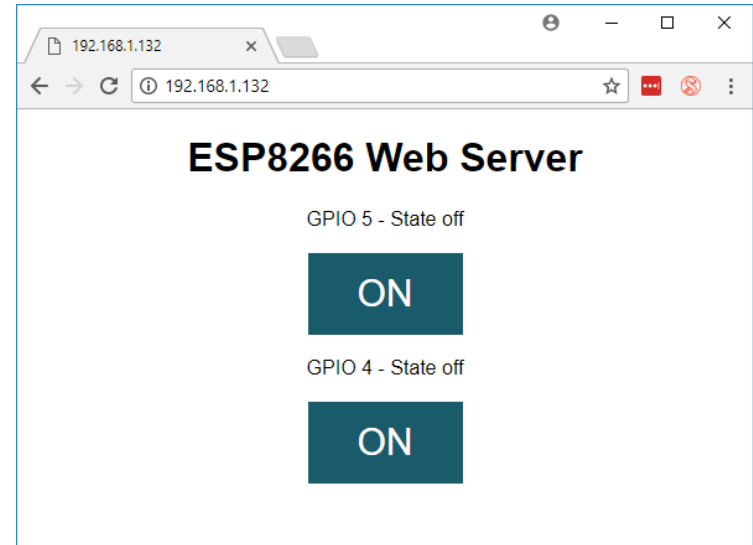 192.168.1.132
192.168.1.132
ESP8266 Web Server
GPIO 5 - State off
ON
GPIO 4 - State off
ON